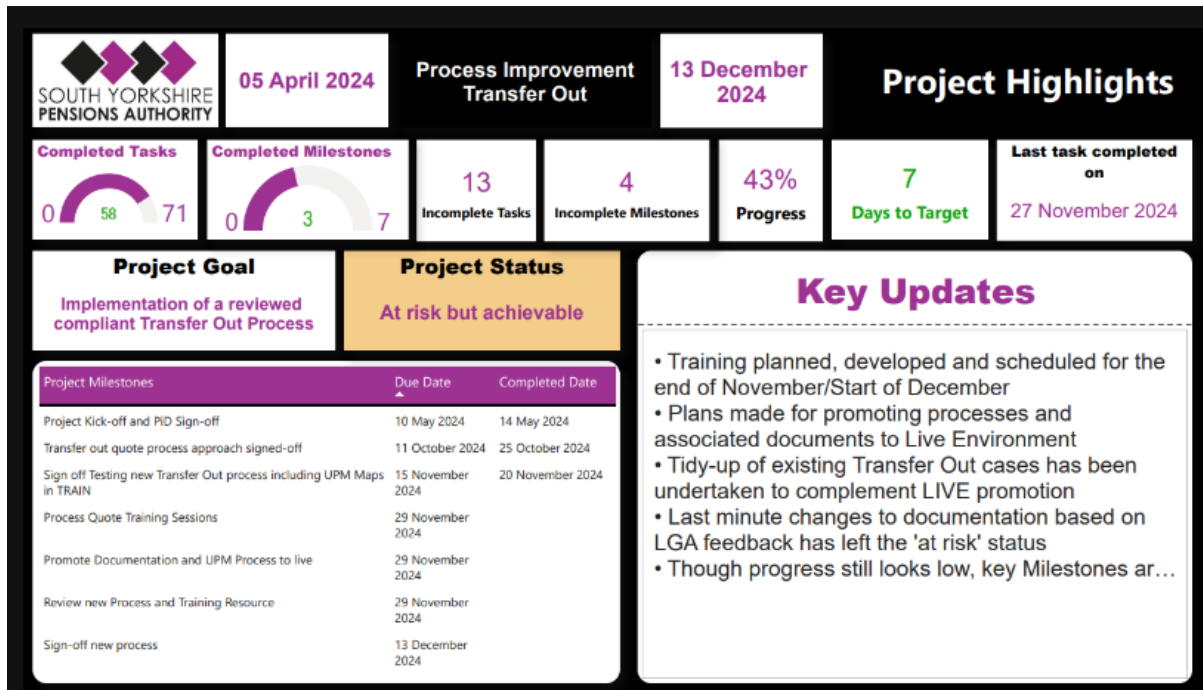 SOUTH YORKSHIRE
PENSIONS AUTHORITY
05 April 2024
Process Improvement
Transfer Out
13 December
2024
Project Highlights
Completed Tasks
0 58 71
Completed Milestones
0 3 7
13
Incomplete Tasks
4
Incomplete Milestones
43%
Progress
7
Days to Target
Last task completed
on
27 November 2024
Project Goal
Implementation of a reviewed
compliant Transfer Out Process
Project Status
At risk but achievable
Project Milestones Due Date Completed Date
Project Kick-off and PiD Sign-off 10 May 2024 14 May 2024
Transfer out quote process approach signed-off 11 October 2024 25 October 2024
Sign off Testing new Transfer Out process including UPM Maps 15 November 20 November 2024
in TRAIN 2024
Process Quote Training Sessions 29 November
2024
Promote Documentation and UPM Process to live 29 November
2024
Review new Process and Training Resource 29 November
2024
Sign-off new process 13 December
2024
Key Updates
• Training planned, developed and scheduled for the
end of November/Start of December
• Plans made for promoting processes and
associated documents to Live Environment
• Tidy-up of existing Transfer Out cases has been
undertaken to complement LIVE promotion
• Last minute changes to documentation based on
LGA feedback has left the 'at risk' status
• Though progress still looks low, key Milestones ar…